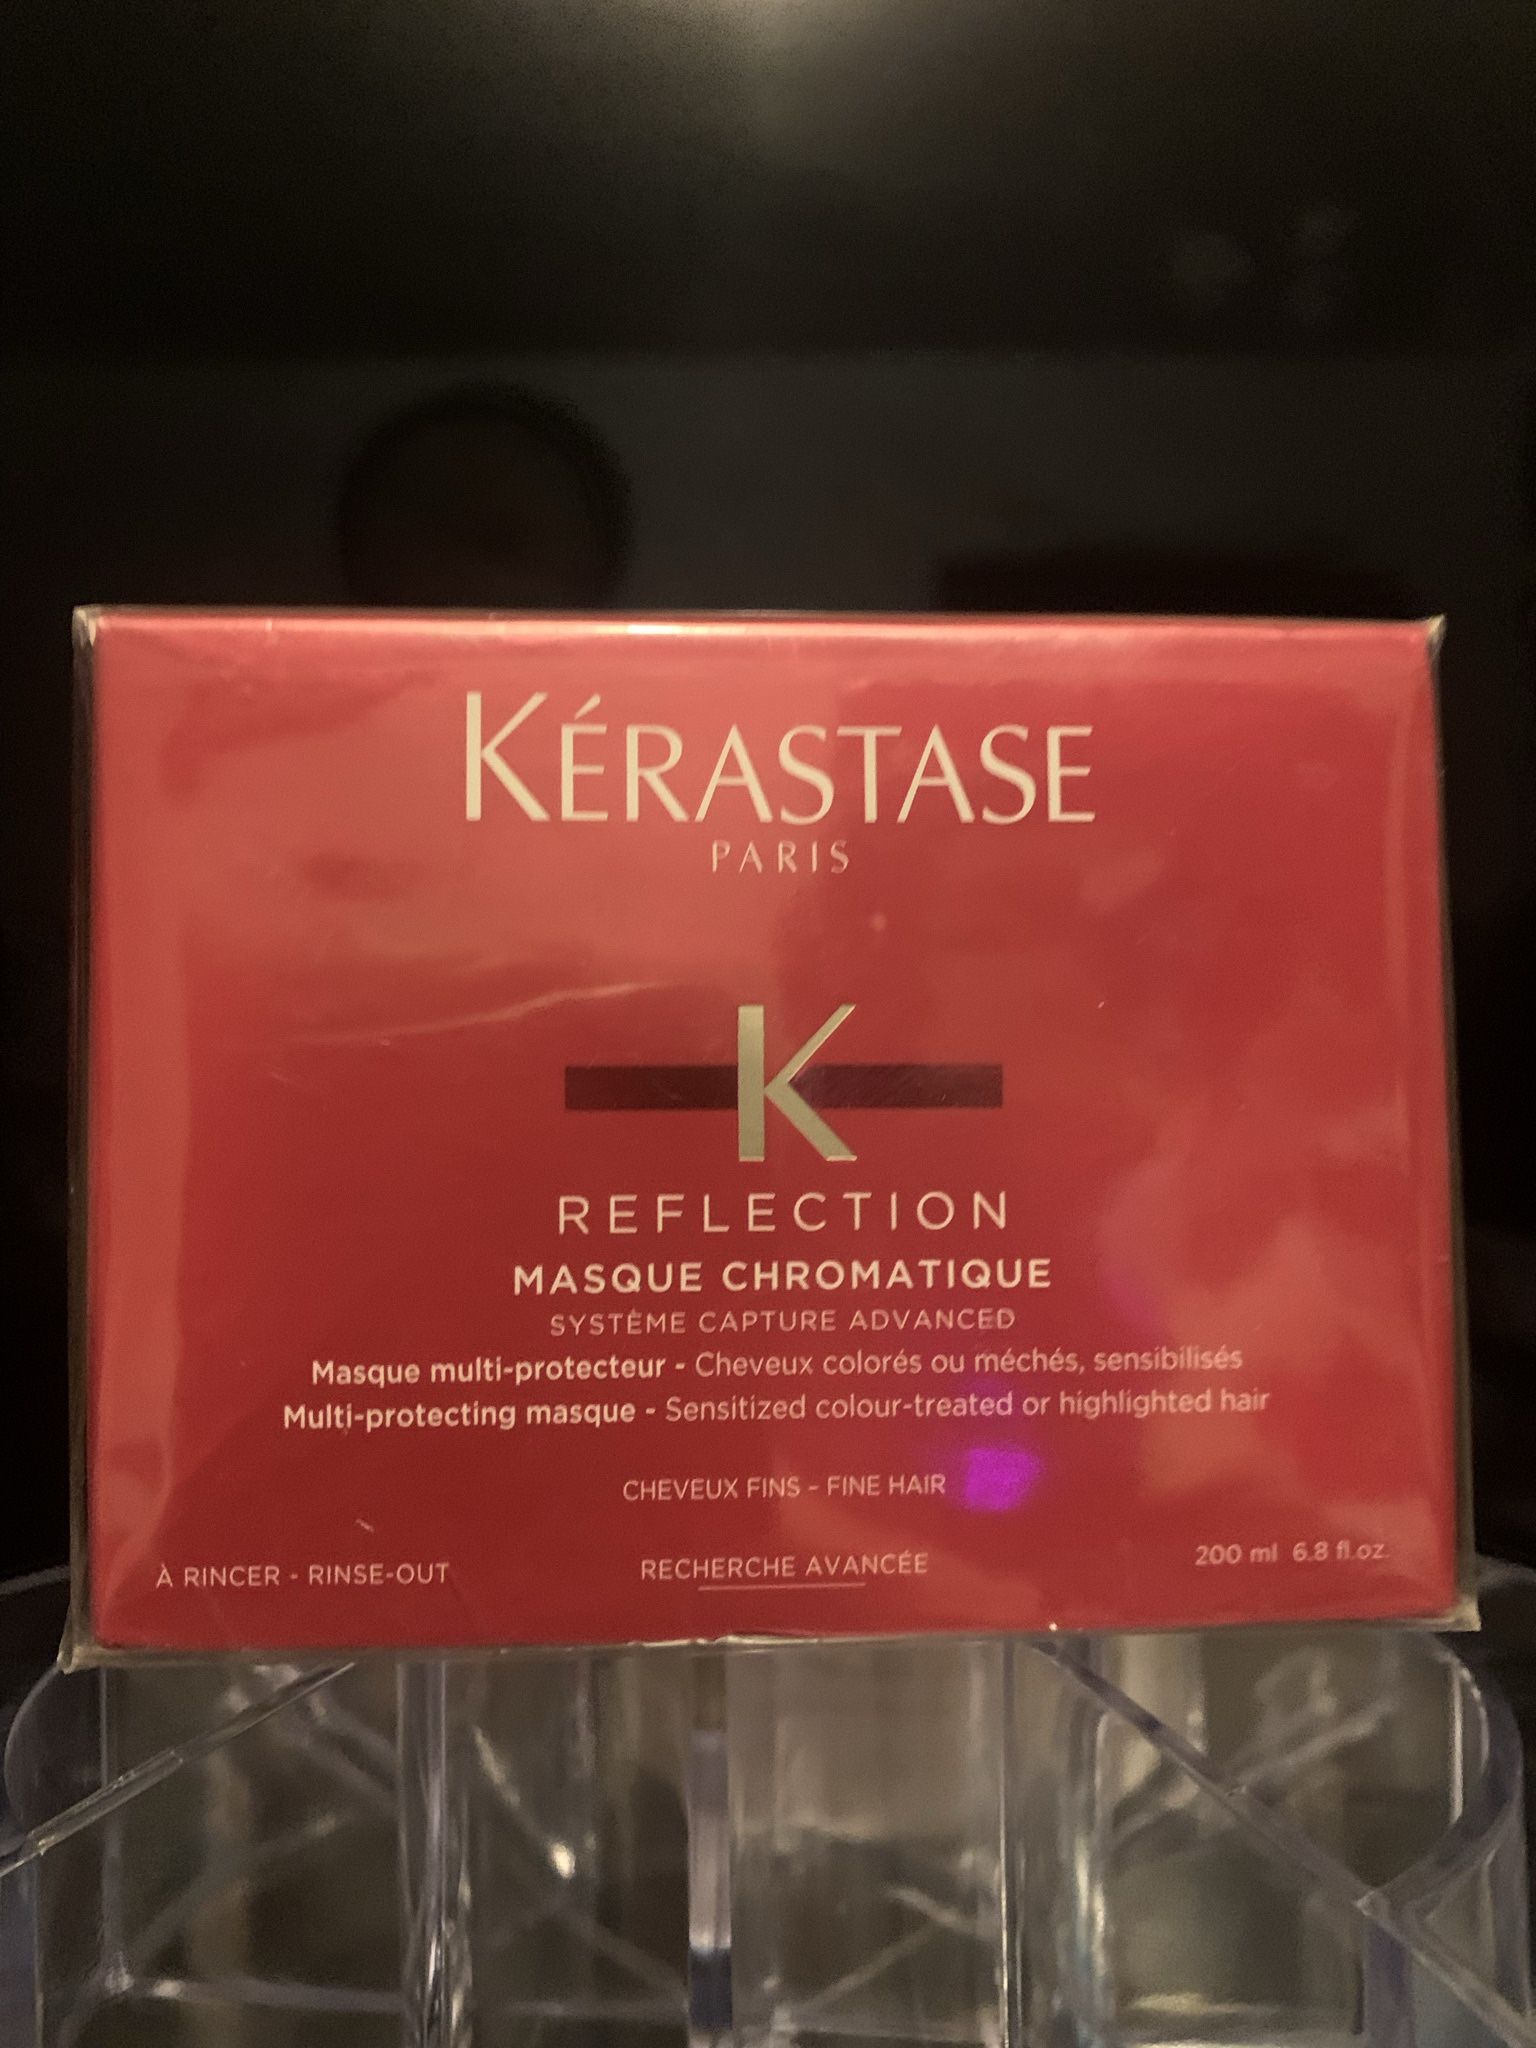 KÉRASTASE
PARIS
K
REFLECTION
MASQUE CHROMATIQUE
SYSTÈME CAPTURE ADVANCED
Masque multi-protecteur - Cheveux colorés ou méchés, sensibilisés
Multi-protecting masque - Sensitized colour-treated or highlighted hair
CHEVEUX FINS - FINE HAIR
À RINCER - RINSE-OUT
RECHERCHE AVANCÉE
200 ml 6.8 fl.oz.